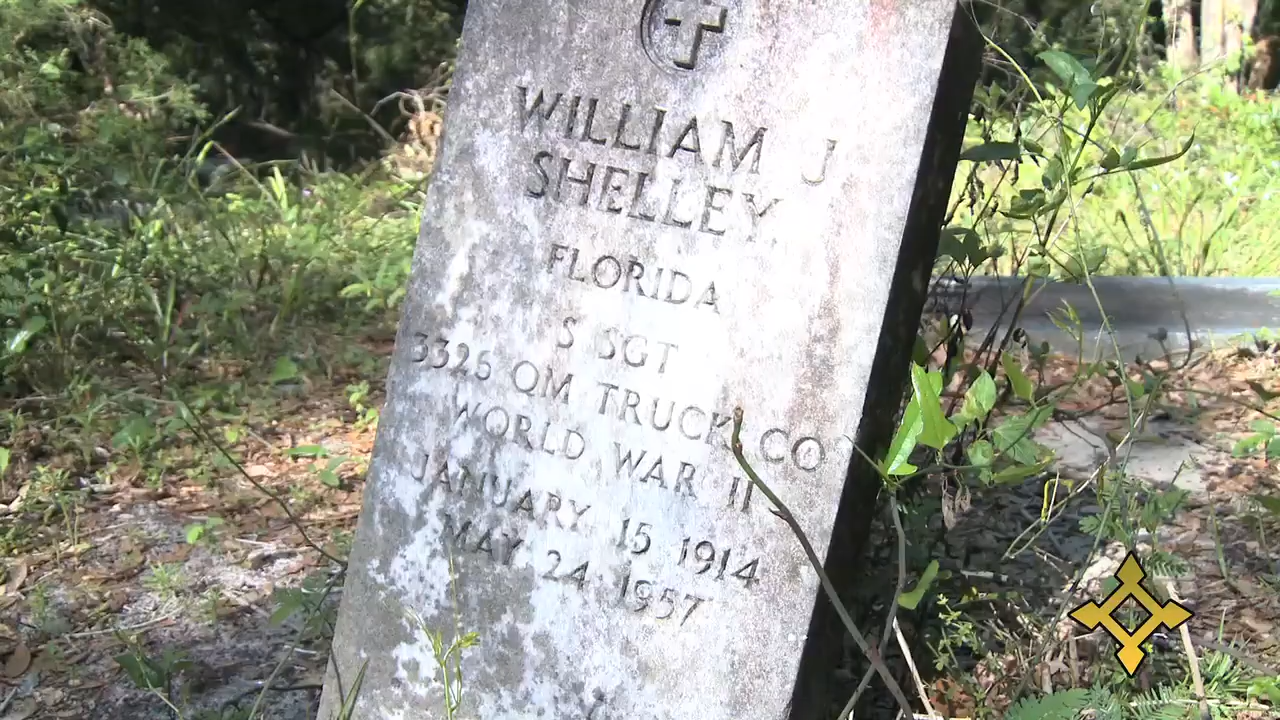 WILLIAM J
SHELLEY
FLORIDA
S SGT
3326 QM TRUCK CO
WORLD WAR II
JANUARY 15 1914
MAY 24 1957